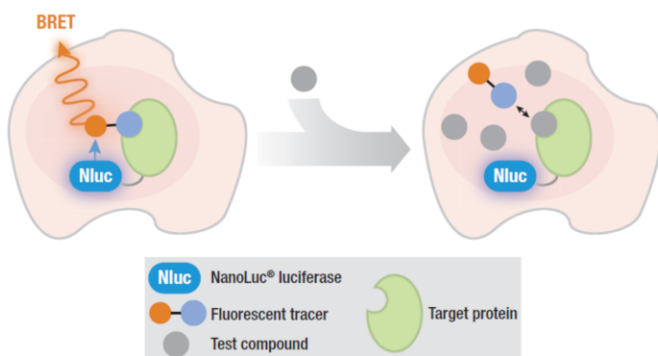 BRET
Nluc
Nluc
Nluc NanoLuc® luciferase
Fluorescent tracer
Test compound
Target protein